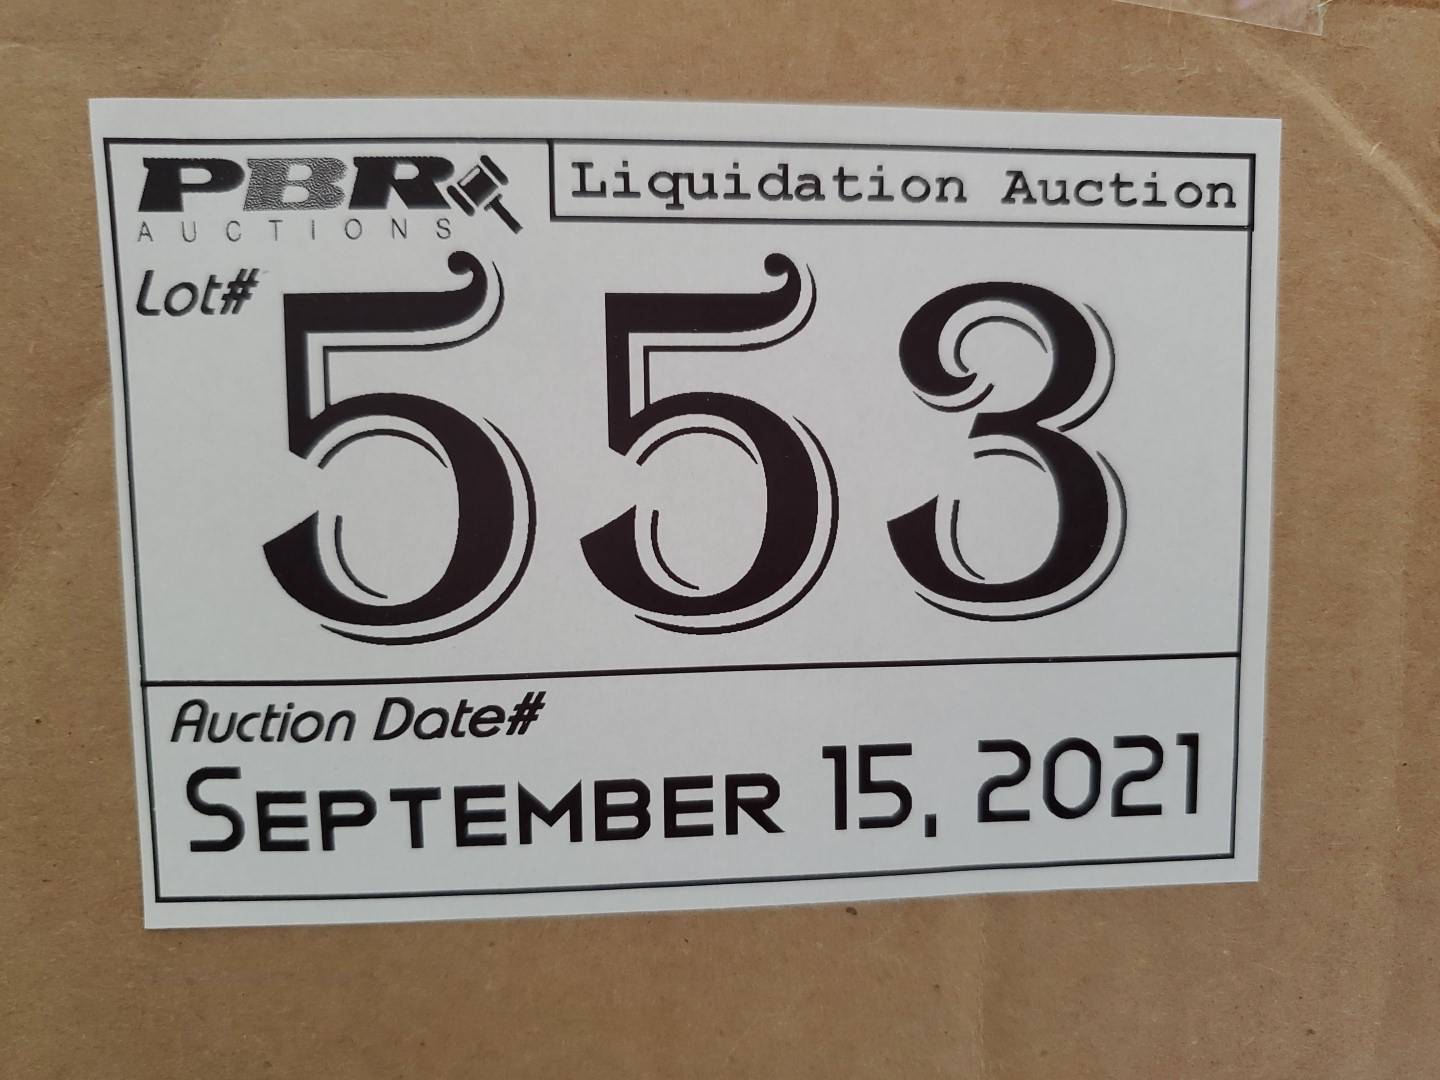 PBR
AUCTIONS
Liquidation Auction
Lot#
553
Auction Date#
SEPTEMBER 15, 2021